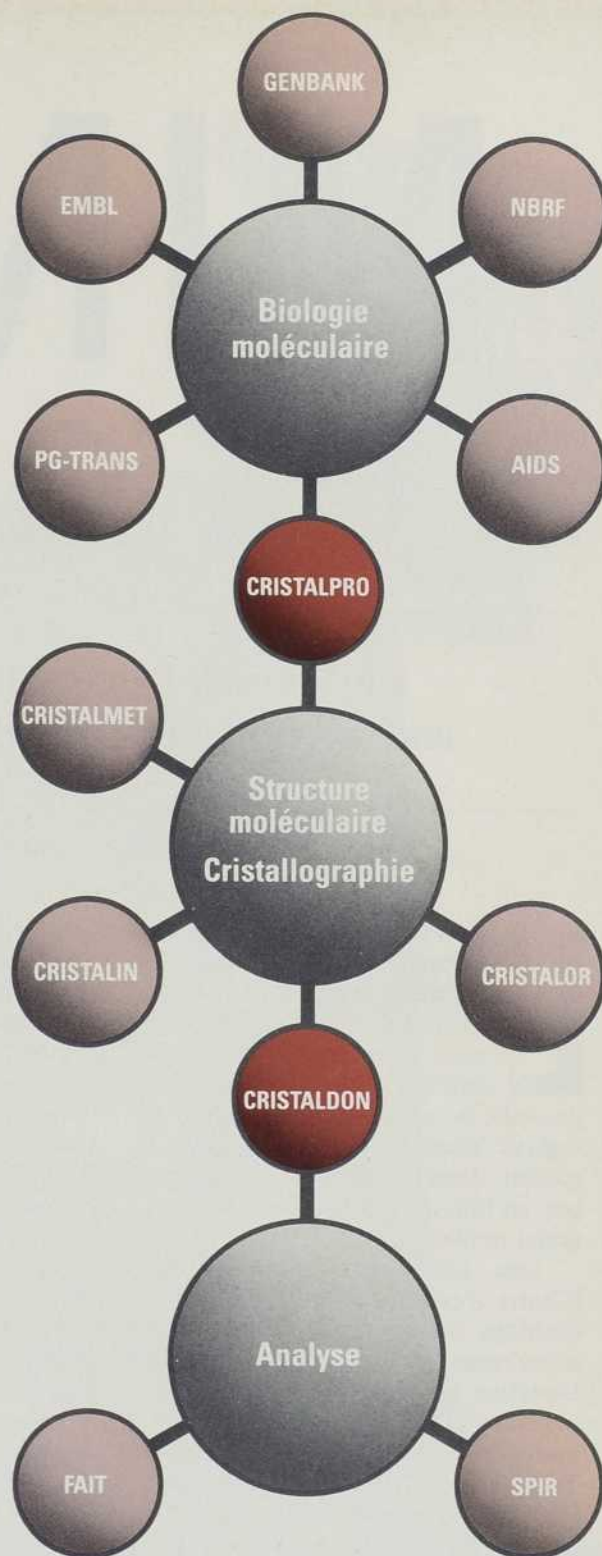 GENBANK
EMBL
NBRF
Biologie
moléculaire
PG-TRANS
AIDS
CRISTALPRO
CRISTALMET
Structure
moléculaire
Cristallographie
CRISTALIN
CRISTALOR
CRISTALDON
Analyse
FAIT
SPIR